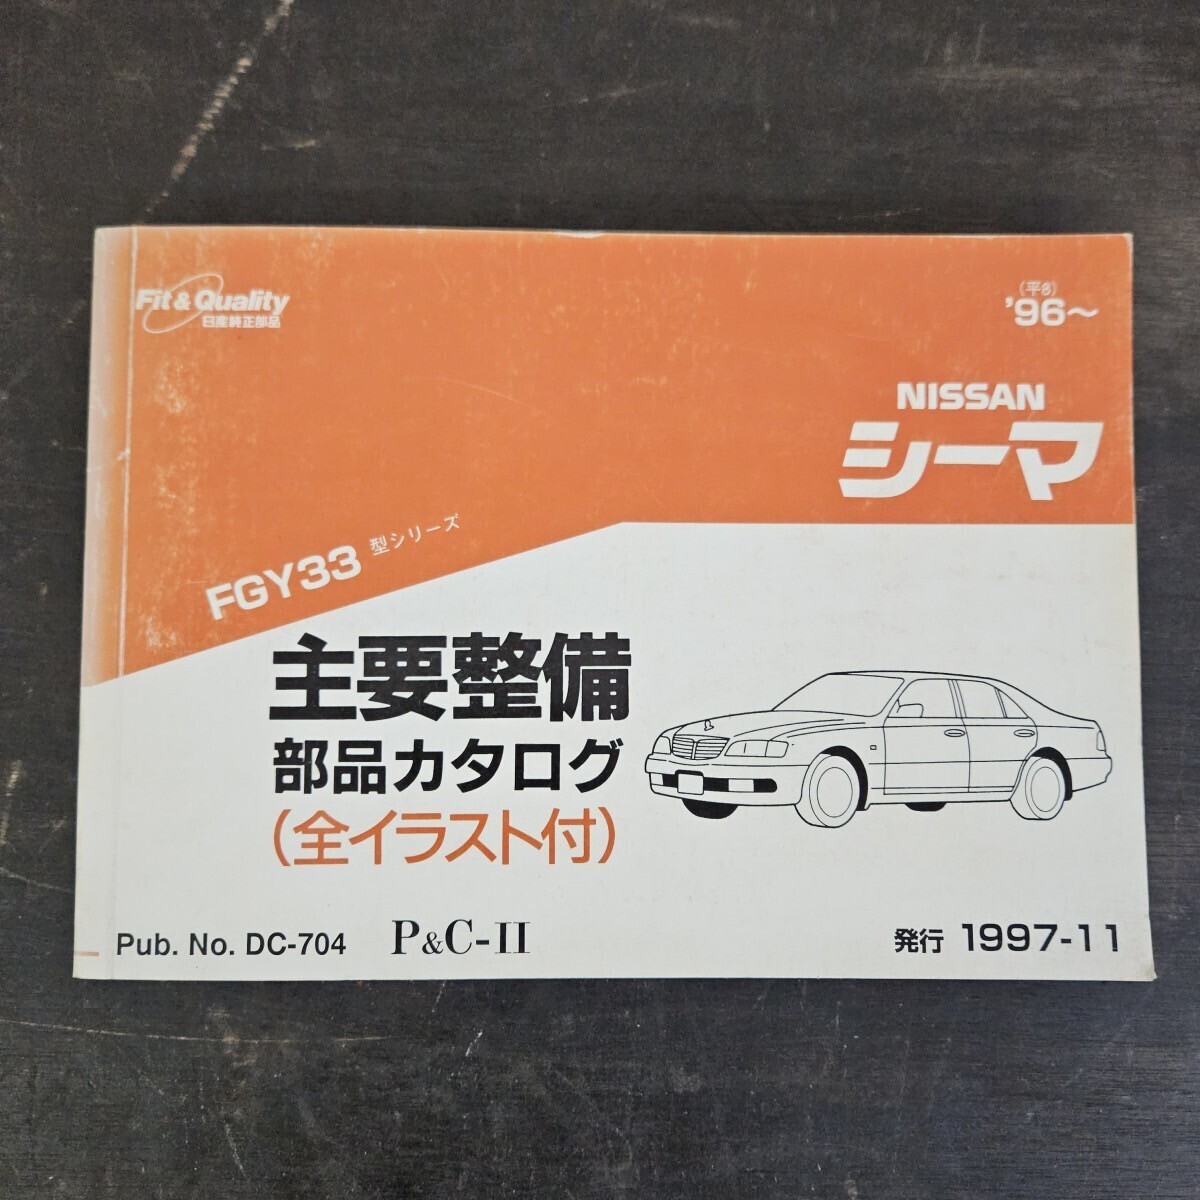 Fit & Quality
日産純正部品
(平8)
'96～
NISSAN
シーマ
FGY33 型シリーズ
主要整備
部品カタログ
(全イラスト付)
Pub. No. DC-704 P&C-II
発行 1997-11